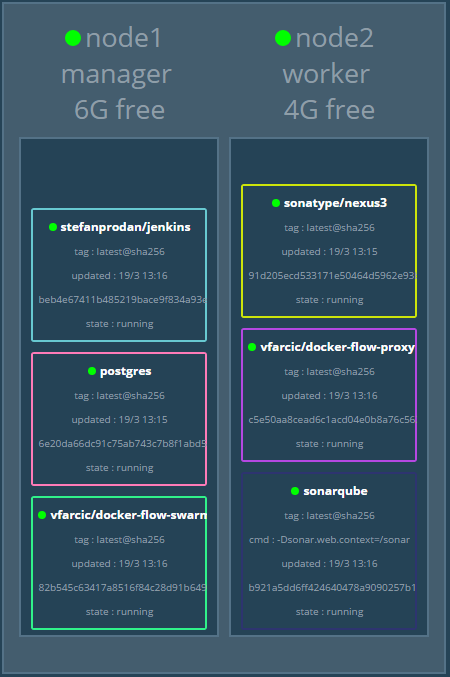 node1
manager
6G free
stefanprodan/jenkins
tag : latest@sha256
updated : 19/3 13:16
beb4e67411b485219bace9f834a93e
state : running
postgres
tag : latest@sha256
updated : 19/3 13:15
6e20da66dc91c75ab743c7b8f1abd5
state : running
vfarcic/docker-flow-swarn
tag : latest@sha256
updated : 19/3 13:16
82b545c63417a8516f84c28d91b649
state : running
node2
worker
4G free
sonatype/nexus3
tag : latest@sha256
updated : 19/3 13:15
91d205ecd533171e50464d5962e93
state : running
vfarcic/docker-flow-proxy
tag : latest@sha256
updated : 19/3 13:16
c5e50aa8cead6c1acd04e0b8a76c56
state : running
sonarqube
tag : latest@sha256
cmd : -Dsonar.web.context=/sonar
updated : 19/3 13:16
b921a5dd6ff424640478a9090257b1
state : running